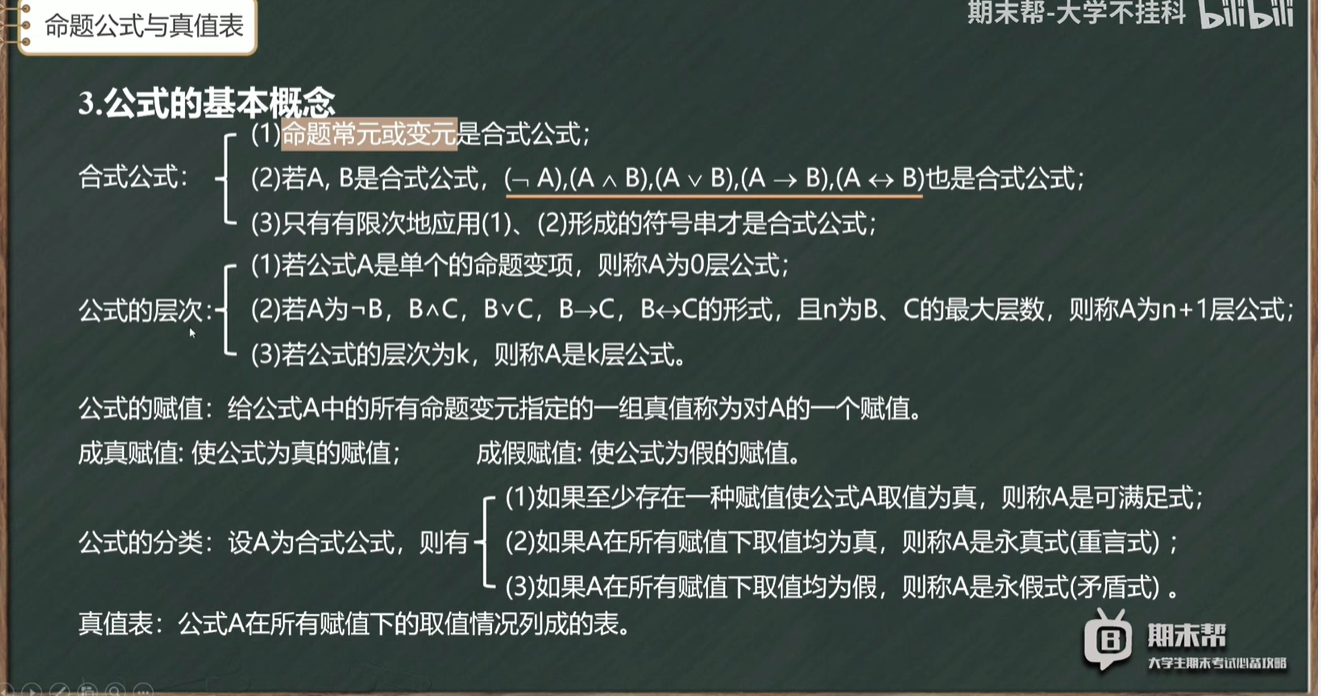 命题公式与真值表
期末帮-大学不挂科 bilibili
3.公式的基本概念
(1)命题常元或变元是合式公式；
合式公式：
(2)若A, B是合式公式，(¬ A),(A ∧ B),(A ∨ B),(A → B),(A ↔ B)也是合式公式；
(3)只有有限次地应用(1)、(2)形成的符号串才是合式公式；
(1)若公式A是单个的命题变项，则称A为0层公式；
公式的层次：
(2)若A为¬B，B∧C，B∨C，B→C，B↔C的形式，且n为B、C的最大层数，则称A为n+1层公式；
(3)若公式的层次为k，则称A是k层公式。
公式的赋值：给公式A中的所有命题变元指定的一组真值称为对A的一个赋值。
成真赋值: 使公式为真的赋值； 成假赋值: 使公式为假的赋值。
(1)如果至少存在一种赋值使公式A取值为真，则称A是可满足式；
公式的分类：设A为合式公式，则有
(2)如果A在所有赋值下取值均为真，则称A是永真式(重言式) ；
(3)如果A在所有赋值下取值均为假，则称A是永假式(矛盾式) 。
真值表：公式A在所有赋值下的取值情况列成的表。
期末帮
大学生期末考试必备攻略